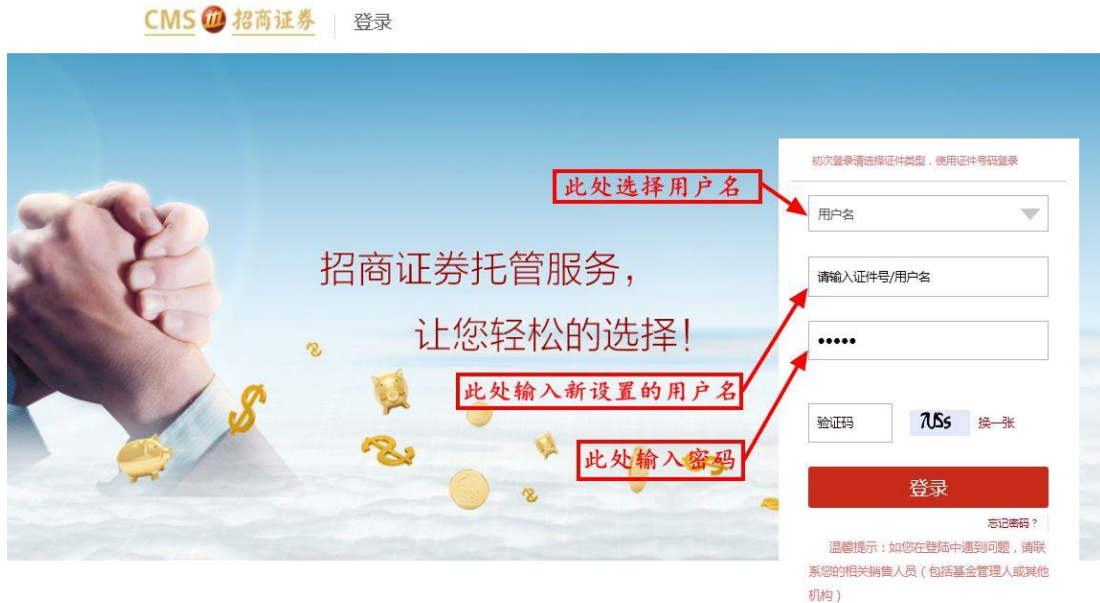 CMS 招商证券 登录
初次登录请选择证件类型，使用证件号码登录
此处选择用户名
用户名
招商证券托管服务，
请输入证件号/用户名
让您轻松的选择！
此处输入新设置的用户名
验证码 7USs 换一张
此处输入密码
登录
忘记密码？
温馨提示：如您在登陆中遇到问题，请联
系您的相关销售人员（包括基金管理人或其他
机构）